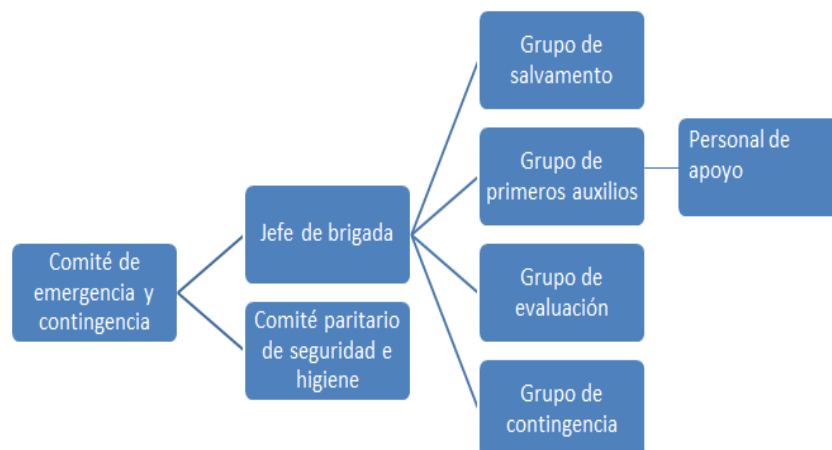 Grupo de
salvamento
Grupo de
primeros auxilios
Personal de
apoyo
Jefe de brigada
Comité de
emergencia y
contingencia
Comité paritario
de seguridad e
higiene
Grupo de
evaluación
Grupo de
contingencia